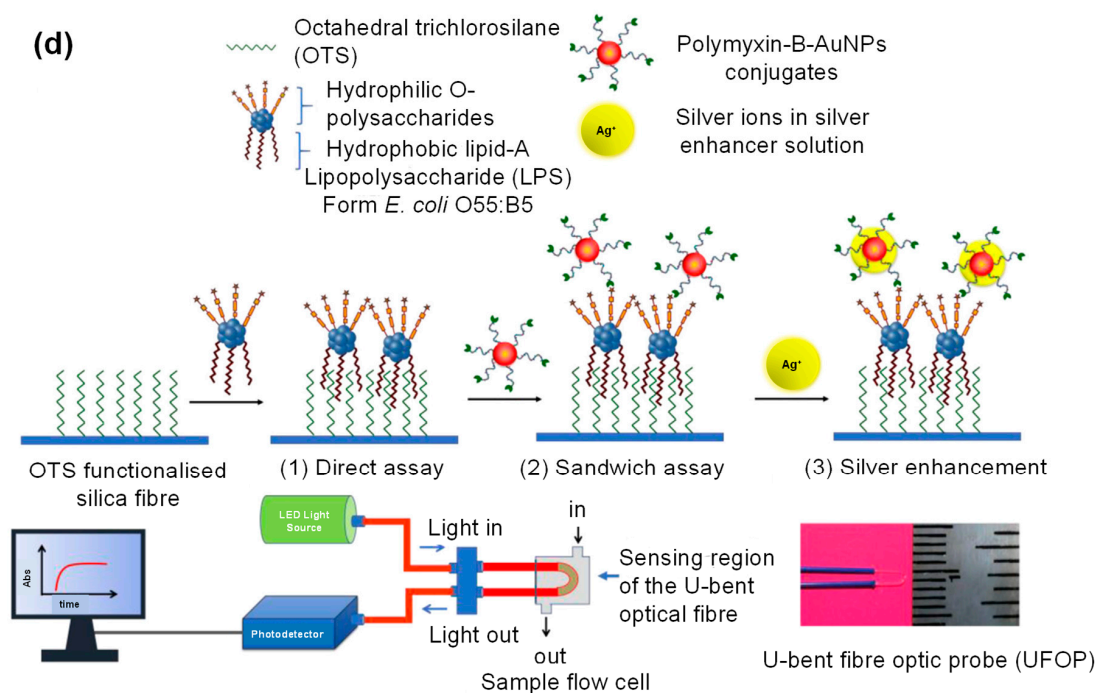 (d)
Octahedral trichlorosilane
(OTS)
Hydrophilic O-
polysaccharides
Hydrophobic lipid-A
Lipopolysaccharide (LPS)
Form E. coli O55:B5
Polymyxin-B-AuNPs
conjugates
Ag+
Silver ions in silver
enhancer solution
Ag+
OTS functionalised
silica fibre
(1) Direct assay
(2) Sandwich assay
(3) Silver enhancement
Abs
time
LED Light
Source
Photodetector
Light in
Light out
in
out
Sample flow cell
Sensing region
of the U-bent
optical fibre
1
U-bent fibre optic probe (UFOP)